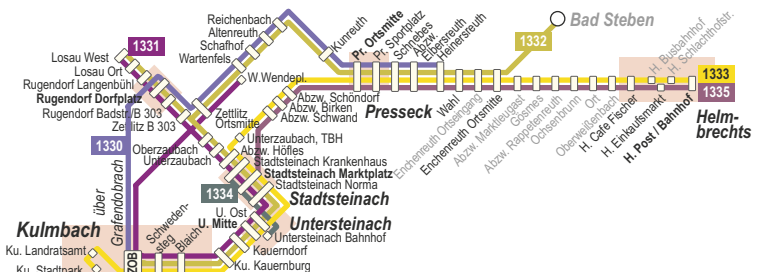 Reichenbach
Altenreuth
Schafhof
Wartenfels
Kunreuth
Pr. Ortsmitte
Pr. Sportplatz
Schnebes
Abzw.
Elbersreuth
Heinersreuth
Bad Steben
1332
1331
Losau West
Losau Ort
Rugendorf Langenbühl
Rugendorf Dorfplatz
Rugendorf Badstr./B 303
Zettlitz B 303
W.Wendepl.
Zettlitz
Ortsmitte
Abzw. Schöndorf
Abzw. Birken
Abzw. Schwand
Presseck
Wahl
Enchenreuth Ortseingang
Enchenreuth Ortsmitte
Abzw. Marktleugast
Gösmes
Abzw. Rappetenreuth
Ochsenbrunn
Ort
Oberweißenbach
H. Cafe Fischer
H. Busbahnhof
H. Einkaufsmarkt
H. Schlachthofstr.
H. Post / Bahnhof
1333
1335
Helm-
brechts
1330
über
Grafendobrach
Oberzaubach
Unterzaubach
Unterzaubach, TBH
Abzw. Höfles
Stadtsteinach Krankenhaus
Stadtsteinach Marktplatz
Stadtsteinach Norma
Stadtsteinach
1334
U. Ost
U. Mitte
Untersteinach
Untersteinach Bahnhof
Kauerndorf
Ku. Kauernburg
Kulmbach
Ku. Landratsamt
Ku. Stadtpark
ZOB
Schweden-
steg
Blaich